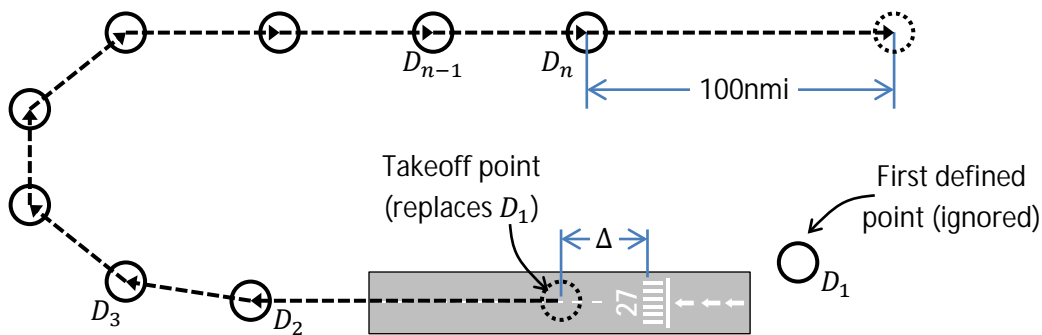 D_{n-1}
D_n
100nmi
Takeoff point
(replaces D_1)
First defined
point (ignored)
Δ
27
D_1
D_3
D_2